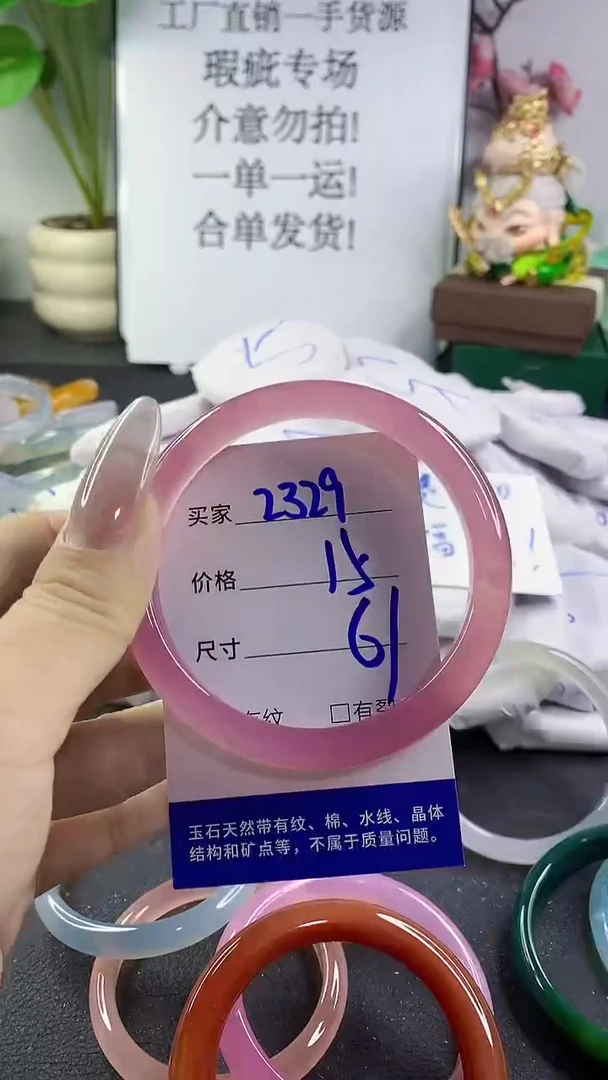 工厂直销一手货源
瑕疵专场
介意勿拍!
一单一运!
合单发货!
买家 2329
价格 15
尺寸 61
有纹 □有裂
玉石天然带有纹、棉、水线、晶体
结构和矿点等，不属于质量问题。